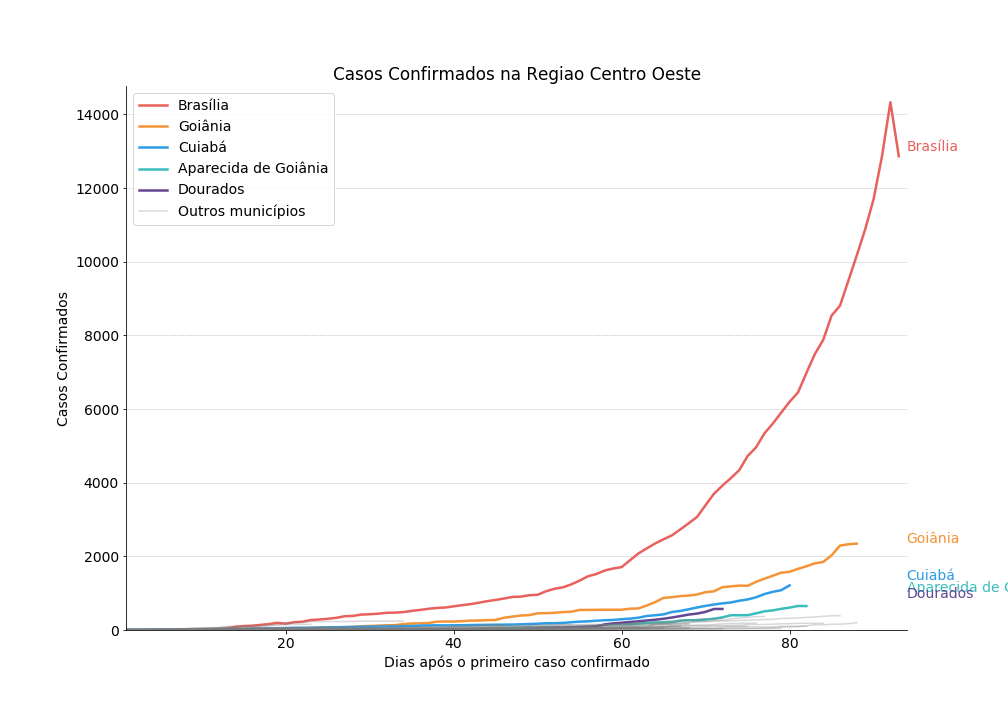 Casos Confirmados na Regiao Centro Oeste
Casos Confirmados
14000
12000
10000
8000
6000
4000
2000
0
Brasília
Goiânia
Cuiabá
Aparecida de Goiânia
Dourados
Outros municípios
Brasília
Goiânia
Cuiabá
Aparecida de G
Dourados
20
40
60
80
Dias após o primeiro caso confirmado